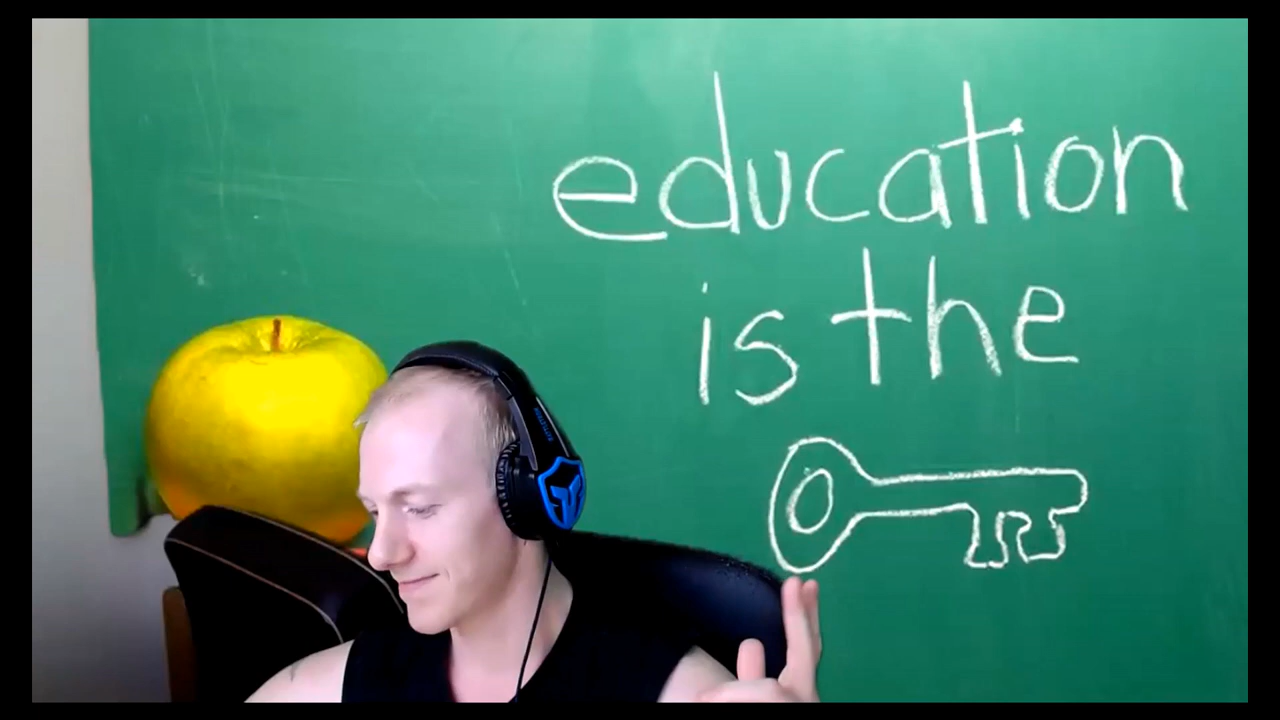 education
is the